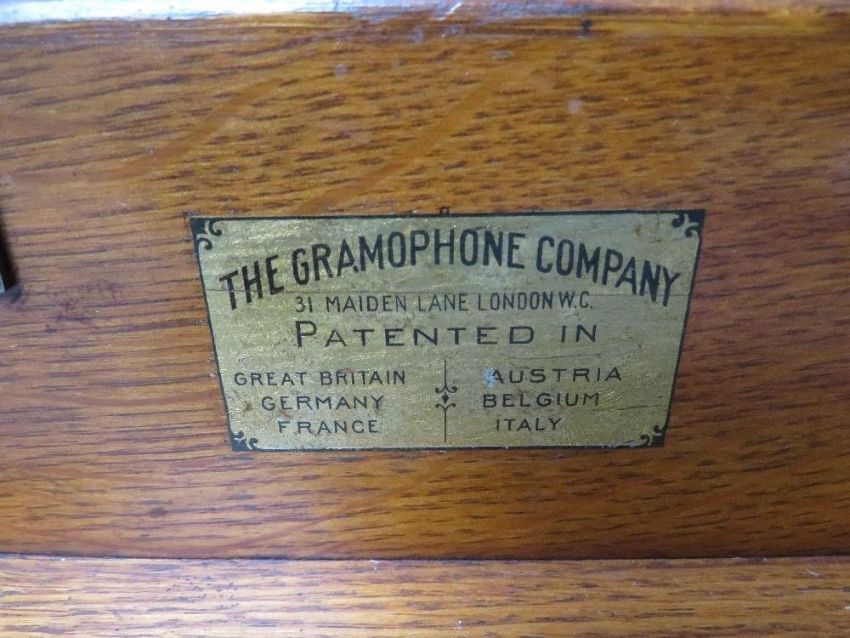 THE GRAMOPHONE COMPANY
31 MAIDEN LANE LONDON W.C.
PATENTED IN
GREAT BRITAIN
GERMANY
FRANCE
AUSTRIA
BELGIUM
ITALY